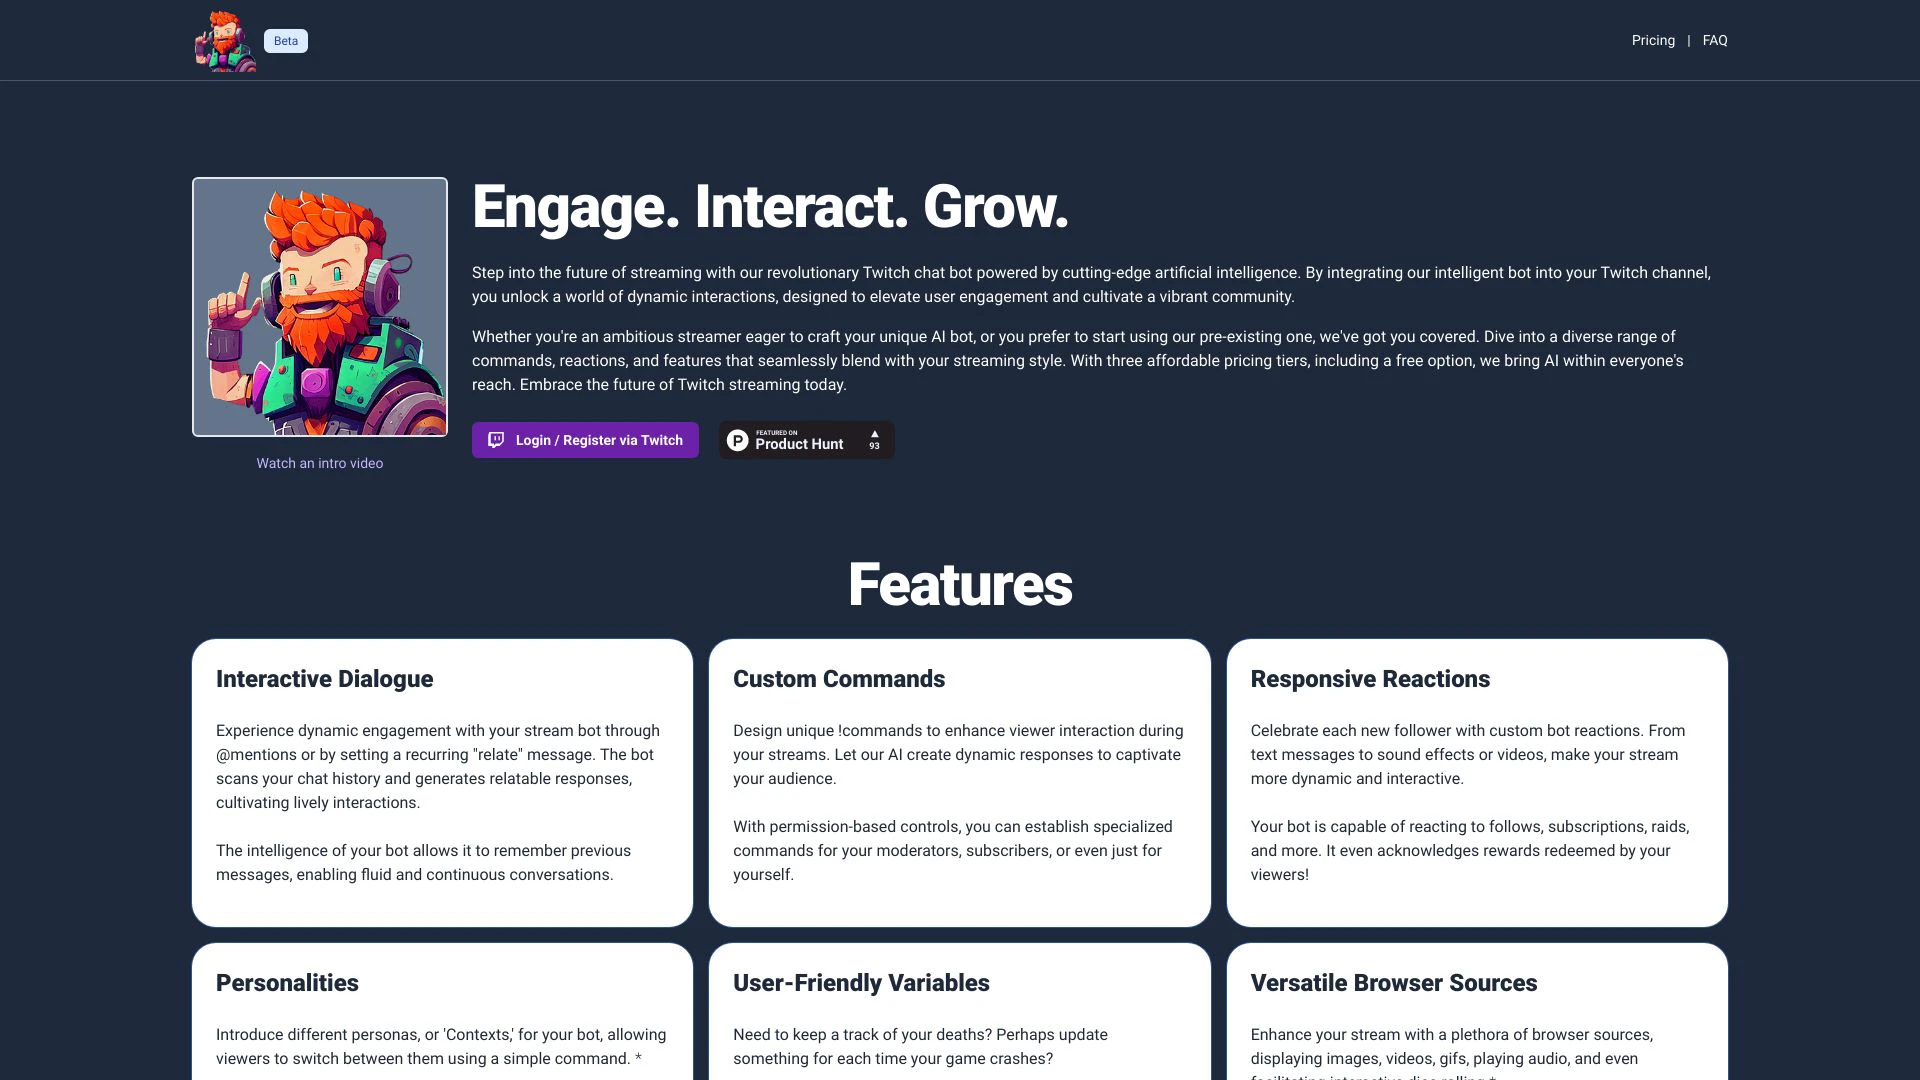 Beta
Pricing | FAQ
Engage. Interact. Grow.
Step into the future of streaming with our revolutionary Twitch chat bot powered by cutting-edge artificial intelligence. By integrating our intelligent bot into your Twitch channel,
you unlock a world of dynamic interactions, designed to elevate user engagement and cultivate a vibrant community.
Whether you're an ambitious streamer eager to craft your unique AI bot, or you prefer to start using our pre-existing one, we've got you covered. Dive into a diverse range of
commands, reactions, and features that seamlessly blend with your streaming style. With three affordable pricing tiers, including a free option, we bring AI within everyone's
reach. Embrace the future of Twitch streaming today.
Login / Register via Twitch
P
FEATURED ON
Product Hunt
▲
93
Watch an intro video
Features
Interactive Dialogue
Experience dynamic engagement with your stream bot through
@mentions or by setting a recurring "relate" message. The bot
scans your chat history and generates relatable responses,
cultivating lively interactions.
The intelligence of your bot allows it to remember previous
messages, enabling fluid and continuous conversations.
Custom Commands
Design unique !commands to enhance viewer interaction during
your streams. Let our AI create dynamic responses to captivate
your audience.
With permission-based controls, you can establish specialized
commands for your moderators, subscribers, or even just for
yourself.
Responsive Reactions
Celebrate each new follower with custom bot reactions. From
text messages to sound effects or videos, make your stream
more dynamic and interactive.
Your bot is capable of reacting to follows, subscriptions, raids,
and more. It even acknowledges rewards redeemed by your
viewers!
Personalities
Introduce different personas, or 'Contexts,' for your bot, allowing
viewers to switch between them using a simple command. *
User-Friendly Variables
Need to keep a track of your deaths? Perhaps update
something for each time your game crashes?
Versatile Browser Sources
Enhance your stream with a plethora of browser sources,
displaying images, videos, gifs, playing audio, and even
facilitating interactive dice rolling.*